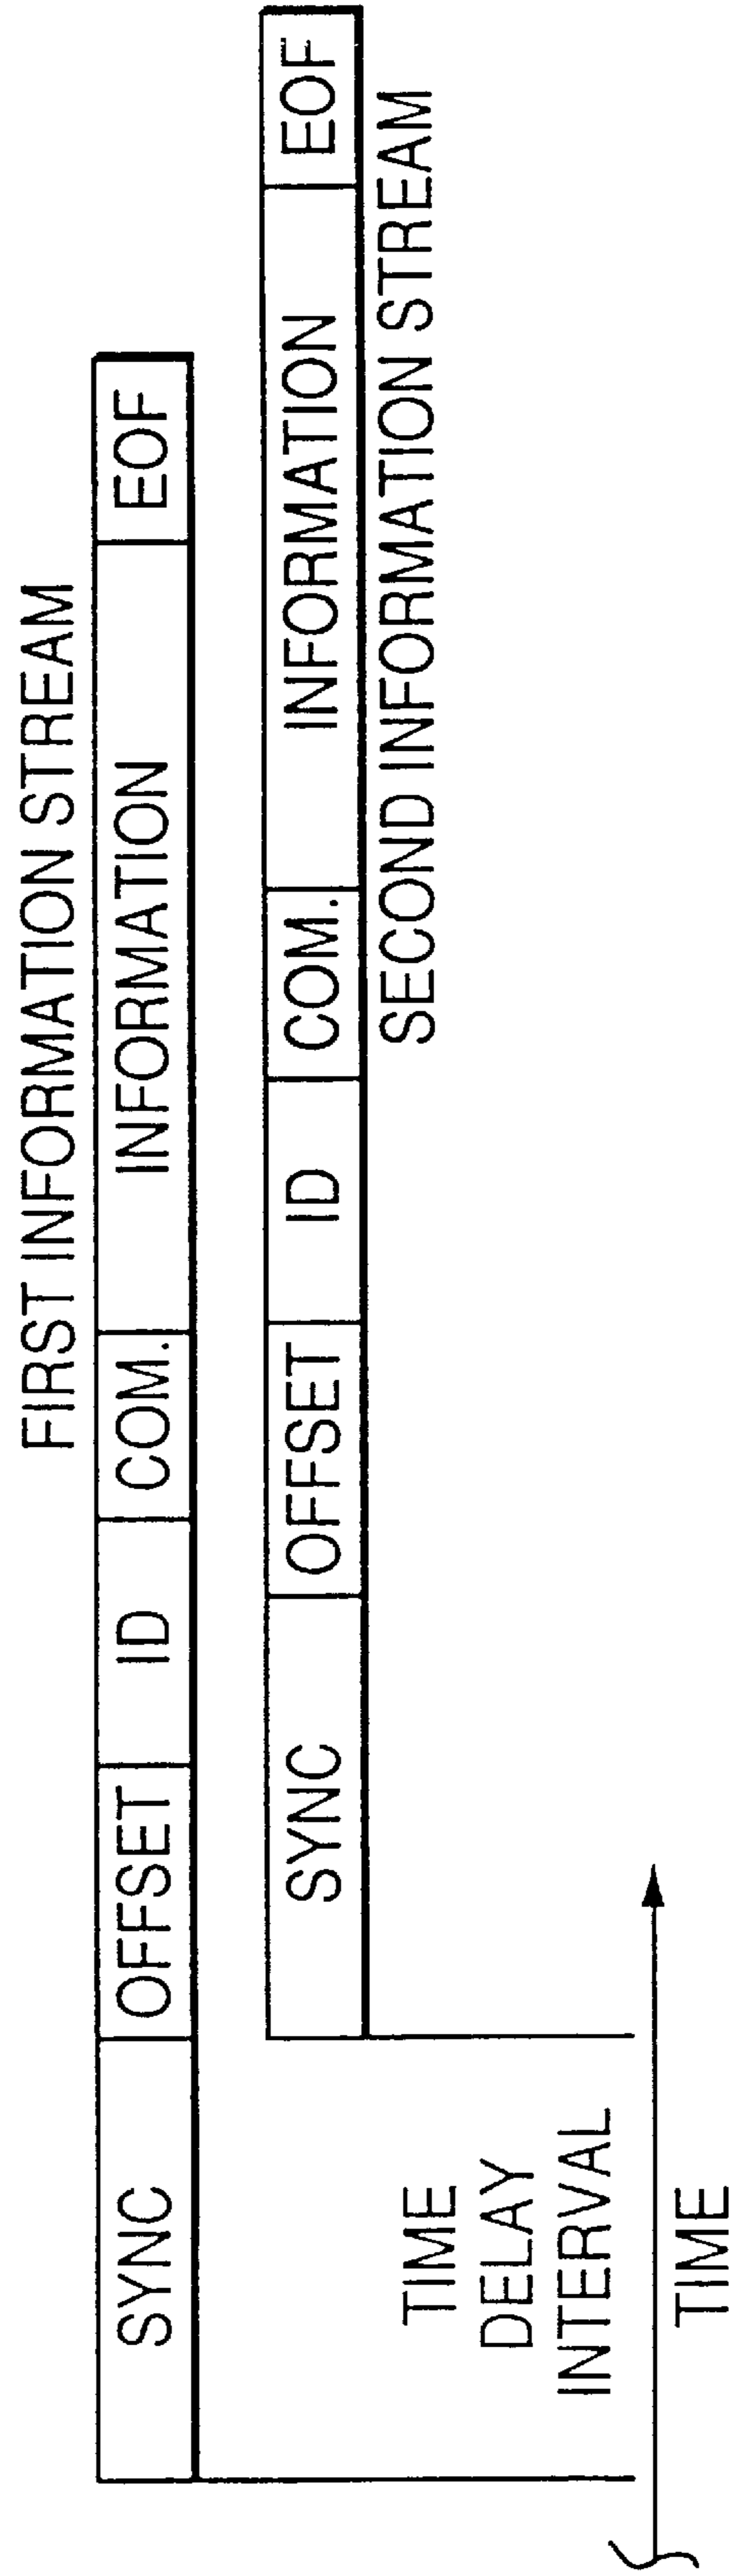 FIRST INFORMATION STREAM
SYNC OFFSET ID COM. INFORMATION EOF
SYNC OFFSET ID COM. INFORMATION EOF
SECOND INFORMATION STREAM
TIME
DELAY
INTERVAL
TIME